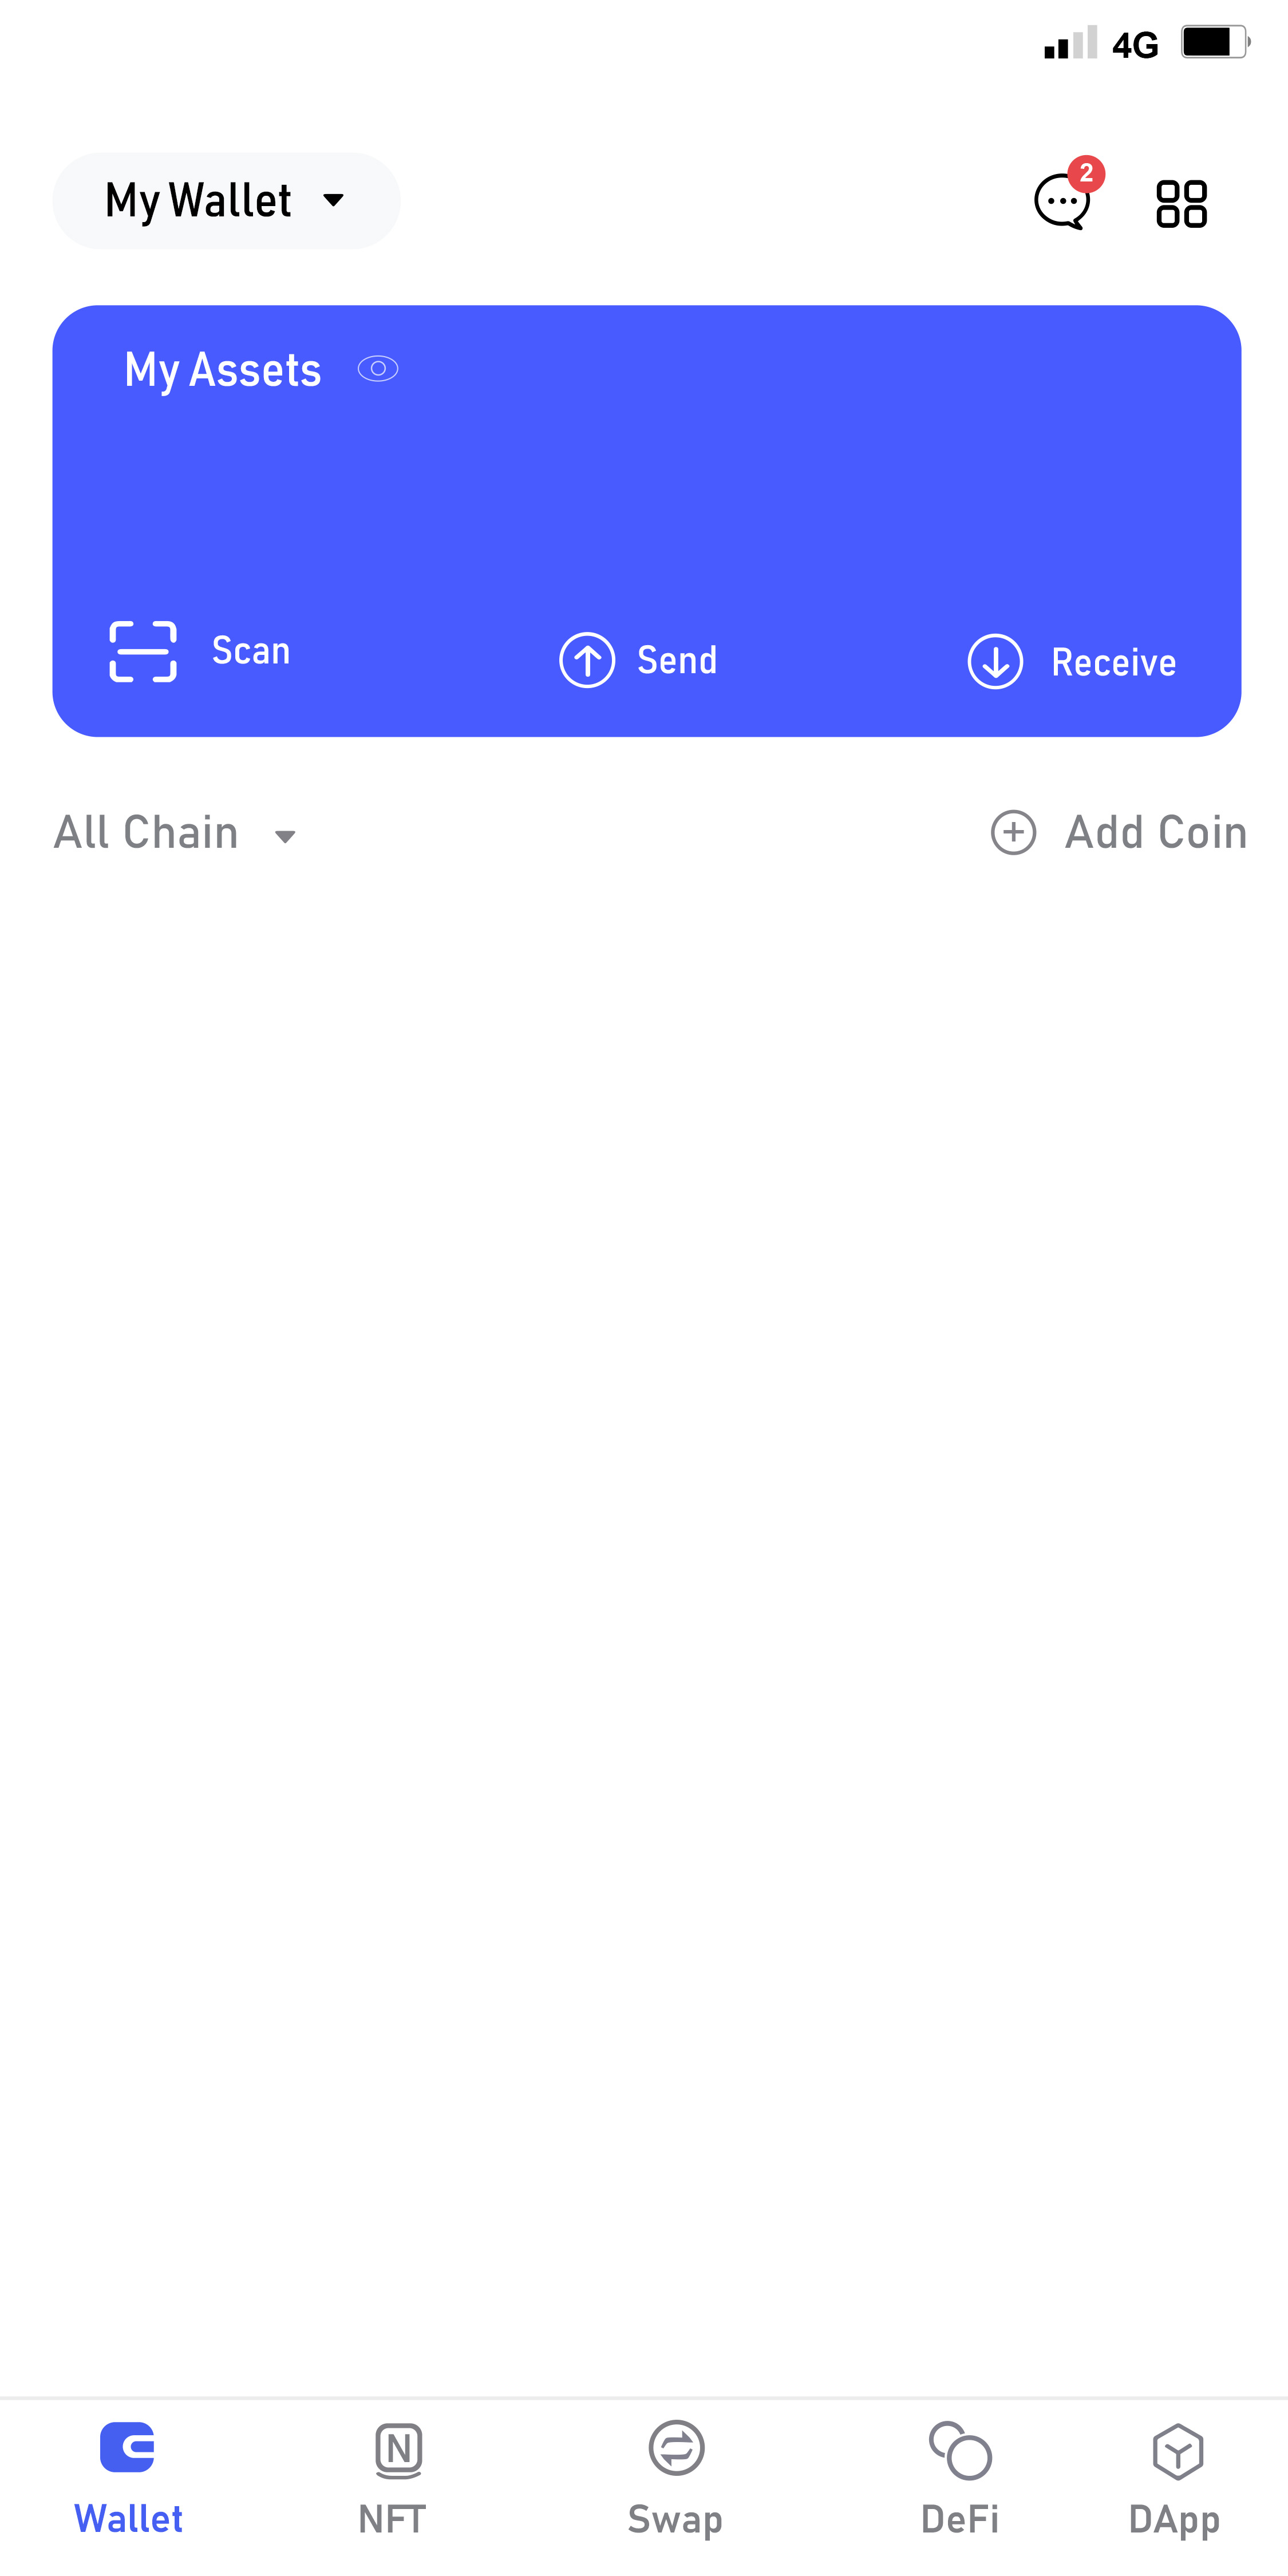 4G
My Wallet
2
My Assets
Scan
Send
Receive
All Chain
Add Coin
N
Wallet
NFT
Swap
DeFi
DApp